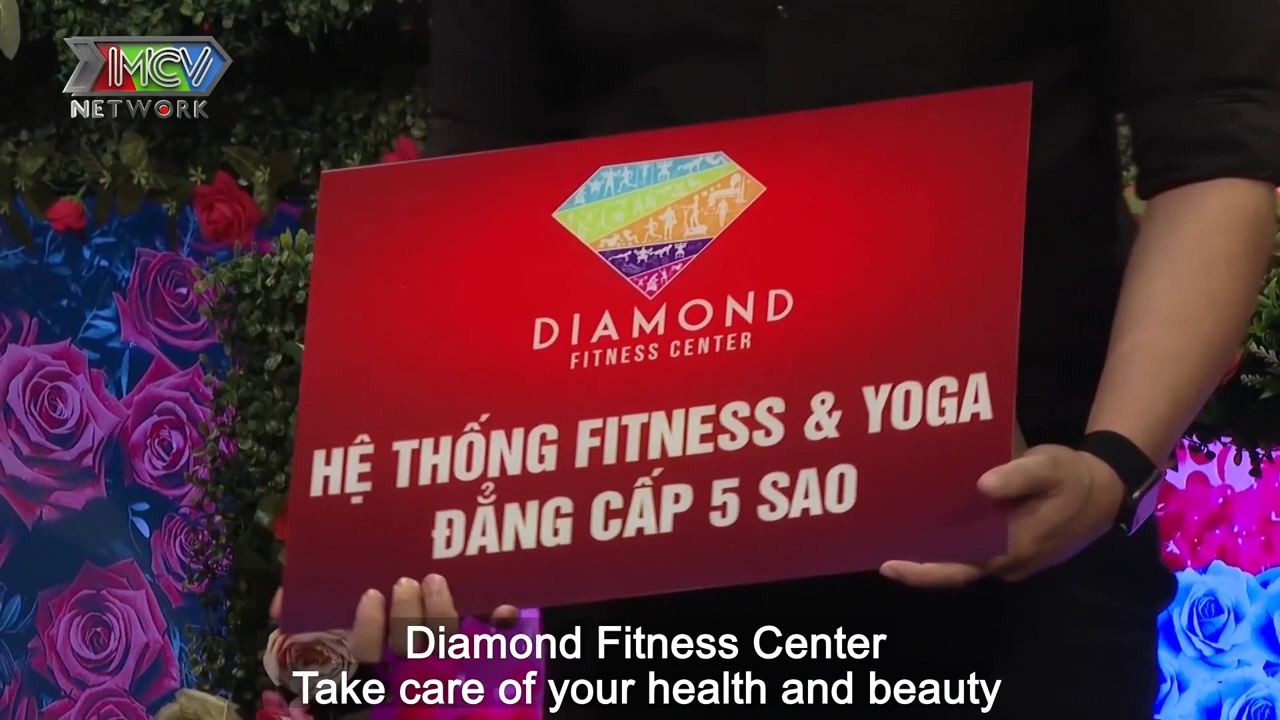 MCV
NETWORK
DIAMOND
FITNESS CENTER
HỆ THỐNG FITNESS & YOGA
ĐẲNG CẤP 5 SAO
Diamond Fitness Center
Take care of your health and beauty